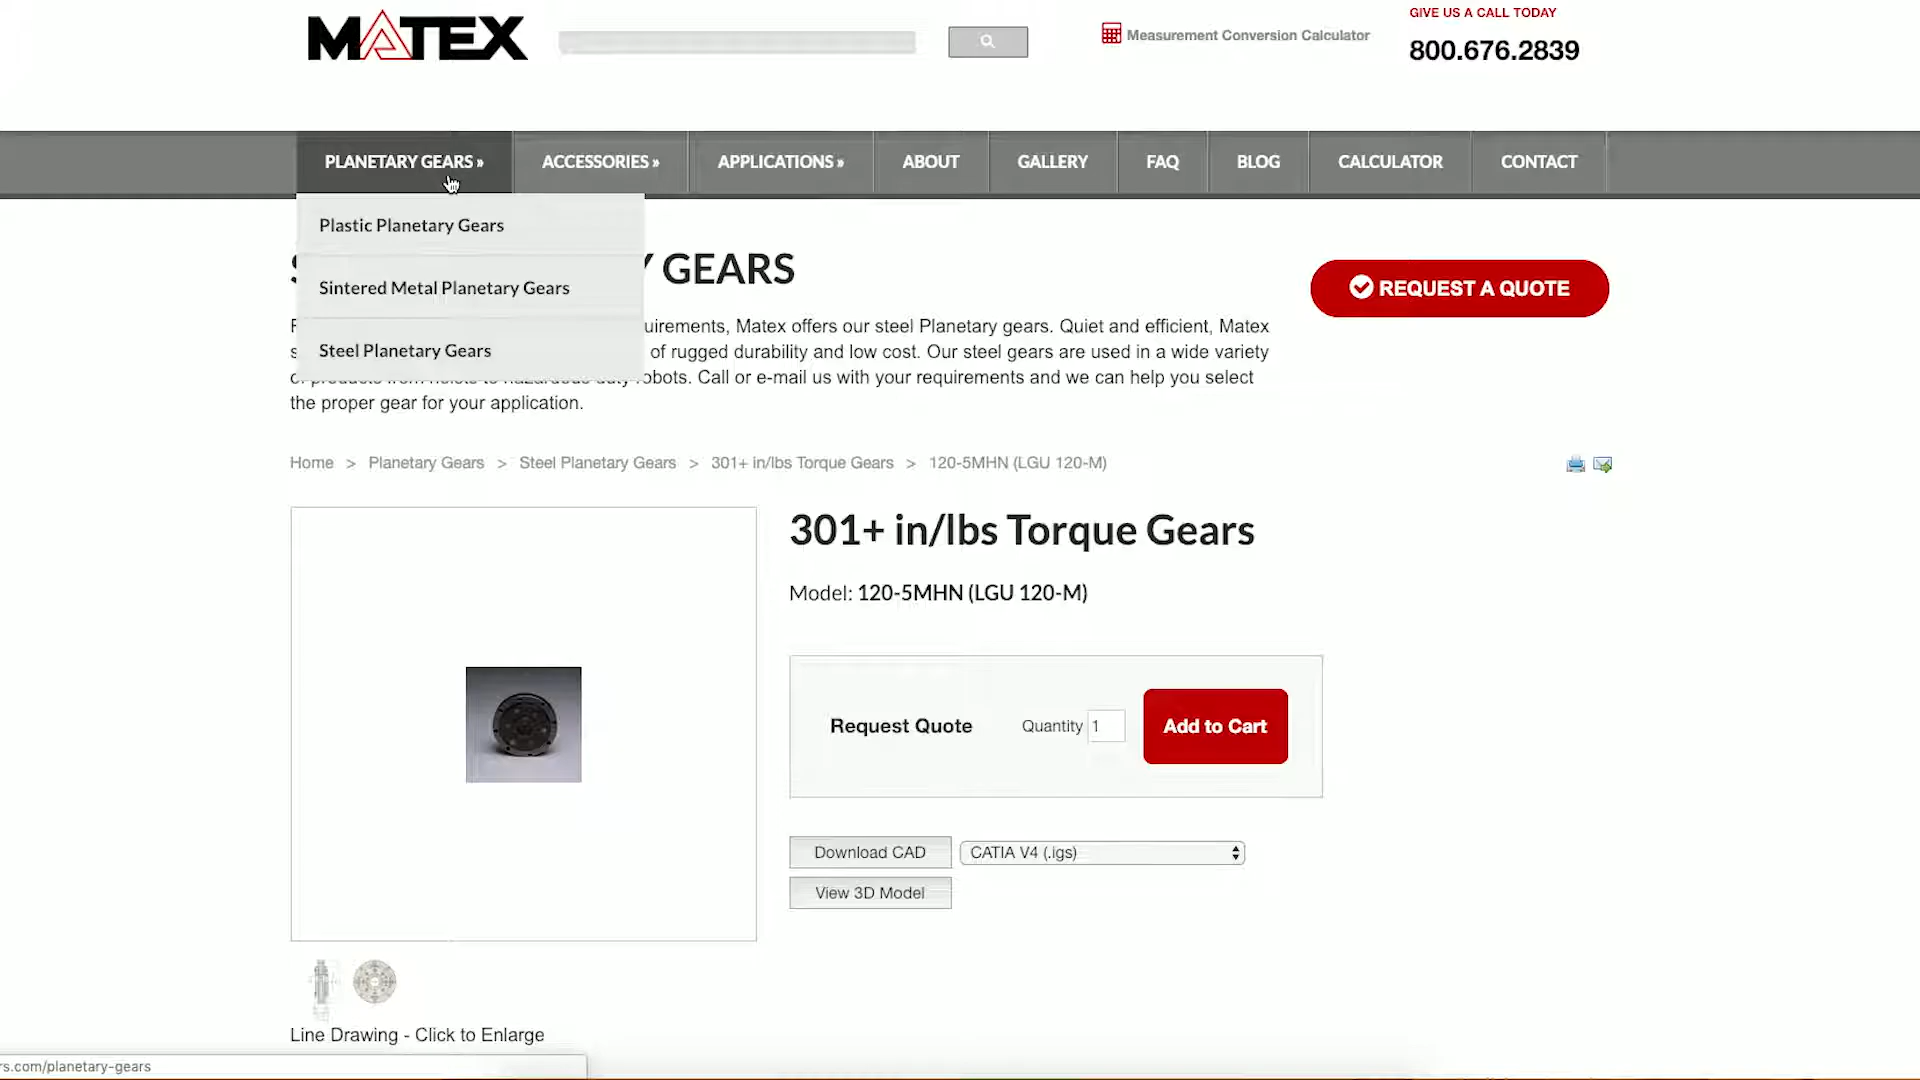 MATEX
Measurement Conversion Calculator
GIVE US A CALL TODAY
800.676.2839
PLANETARY GEARS »
ACCESSORIES »
APPLICATIONS »
ABOUT
GALLERY
FAQ
BLOG
CALCULATOR
CONTACT
Plastic Planetary Gears
Sintered Metal Planetary Gears
Steel Planetary Gears
GEARS
REQUEST A QUOTE
uirements, Matex offers our steel Planetary gears. Quiet and efficient, Matex
of rugged durability and low cost. Our steel gears are used in a wide variety
obots. Call or e-mail us with your requirements and we can help you select
the proper gear for your application.
Home > Planetary Gears > Steel Planetary Gears > 301+ in/lbs Torque Gears > 120-5MHN (LGU 120-M)
301+ in/lbs Torque Gears
Model: 120-5MHN (LGU 120-M)
Request Quote
Quantity 1
Add to Cart
Download CAD
CATIA V4 (.igs)
View 3D Model
Line Drawing - Click to Enlarge
rs.com/planetary-gears